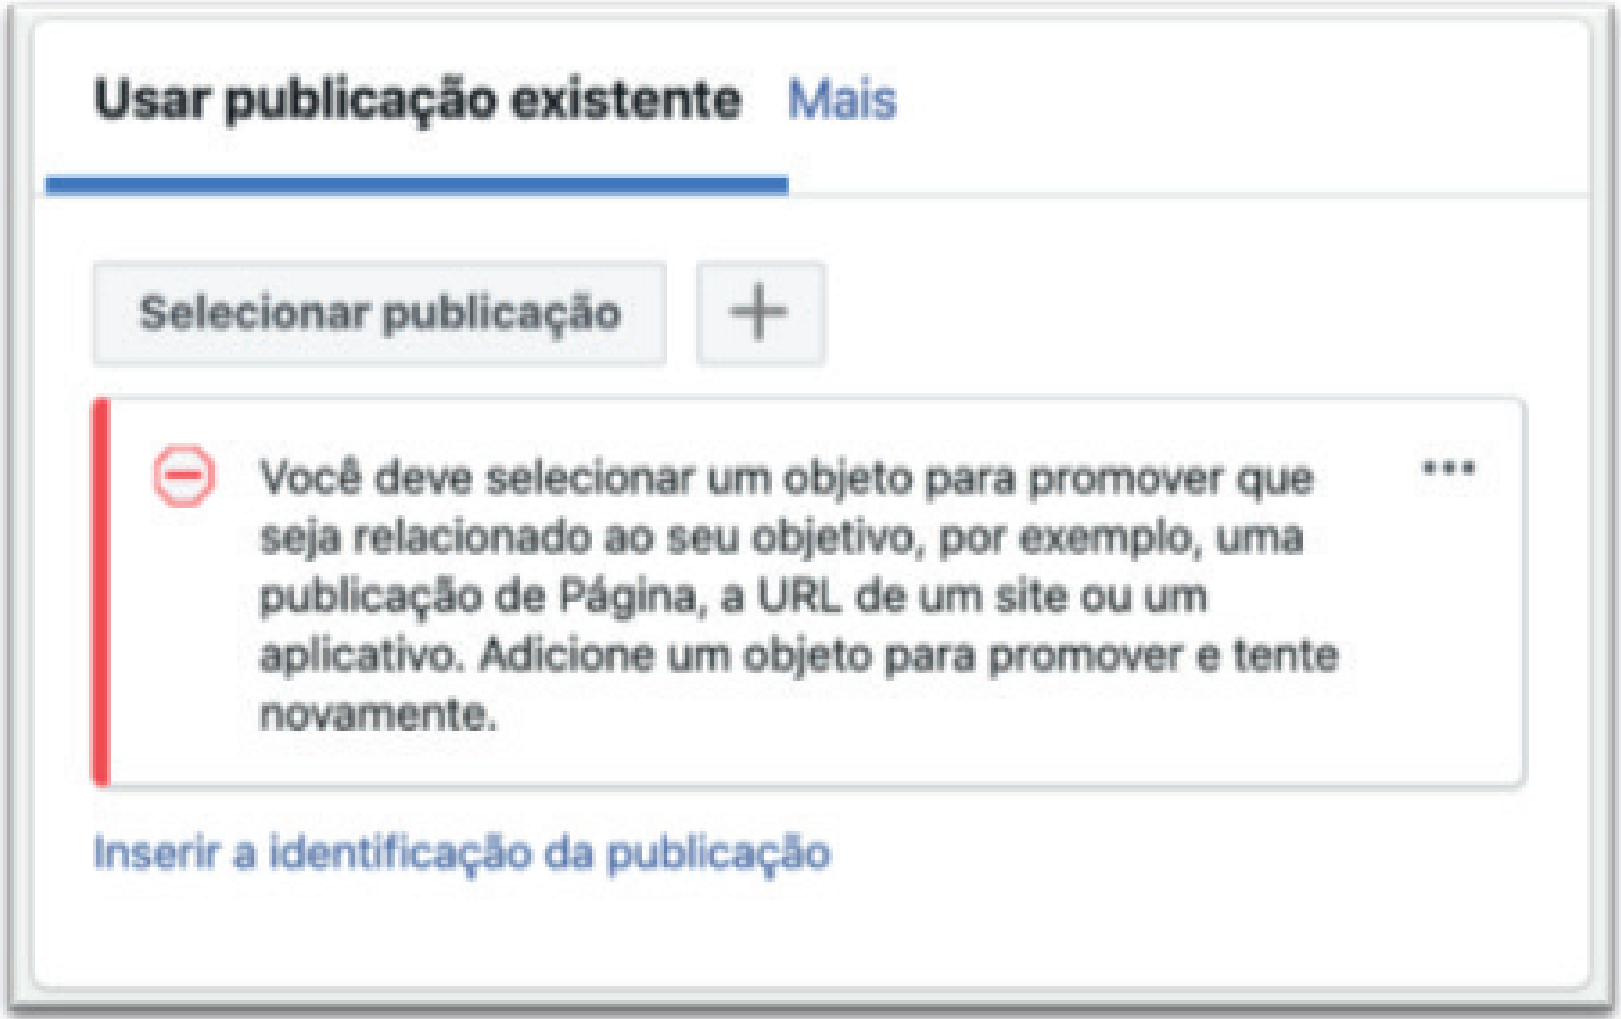 Usar publicação existente Mais
Selecionar publicação +
Você deve selecionar um objeto para promover que
seja relacionado ao seu objetivo, por exemplo, uma
publicação de Página, a URL de um site ou um
aplicativo. Adicione um objeto para promover e tente
novamente.
Inserir a identificação da publicação